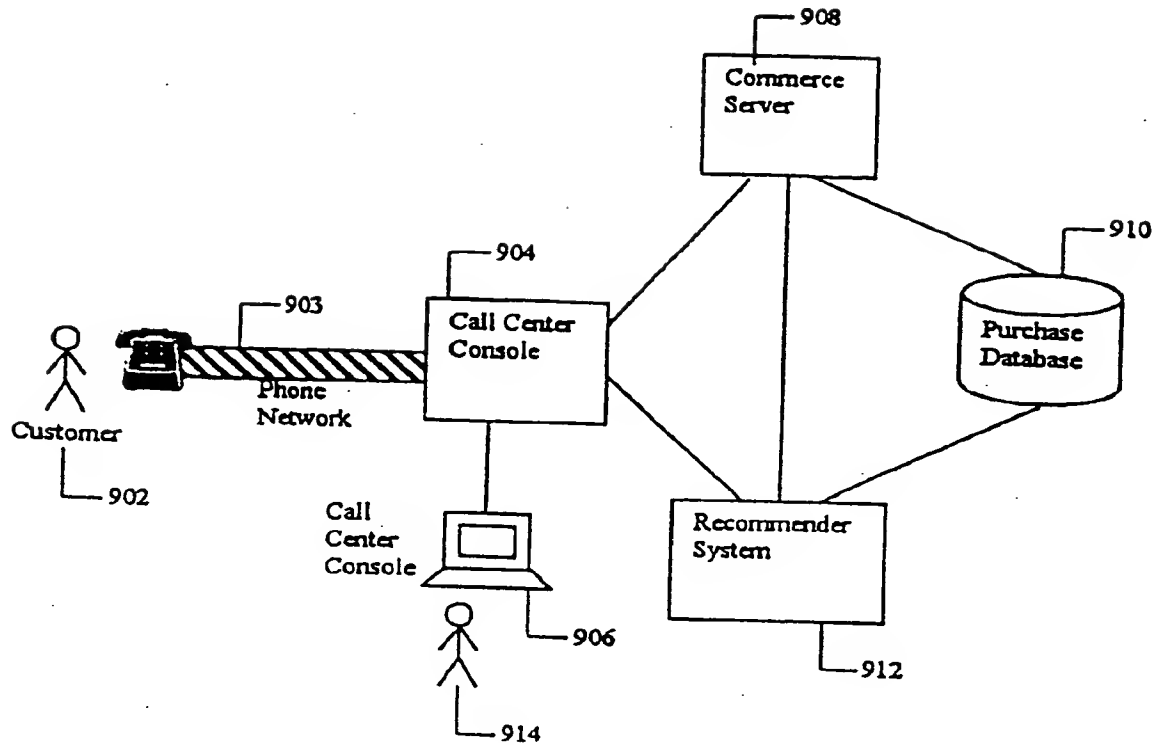 908
Commerce
Server
910
Purchase
Database
904
Call Center
Console
903
Phone
Network
Customer
902
Call
Center
Console
906
914
Recommender
System
912